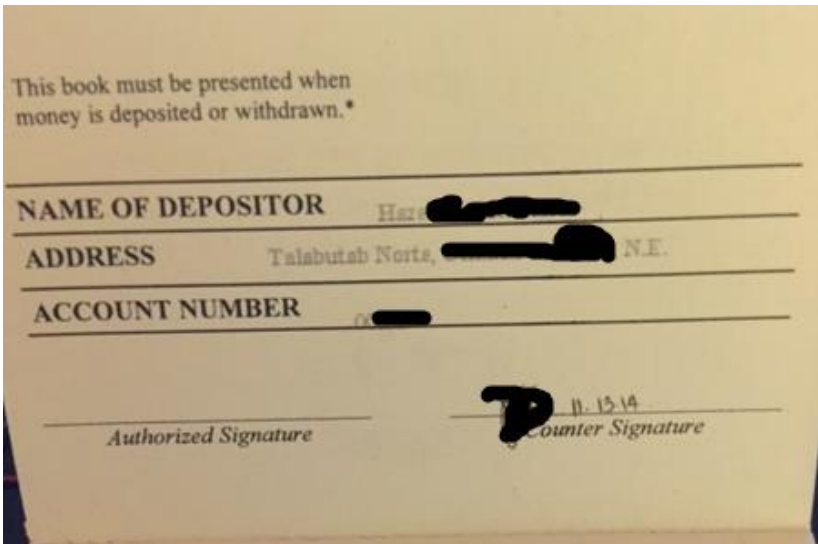 This book must be presented when
money is deposited or withdrawn.*
NAME OF DEPOSITOR
ADDRESS Talabutab Norte, N.E.
ACCOUNT NUMBER
11.13.14
Authorized Signature Counter Signature